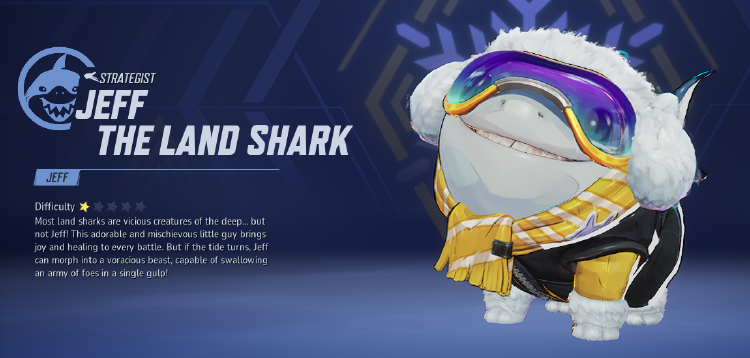 STRATEGIST
JEFF
THE LAND SHARK
JEFF
Difficulty
Most land sharks are vicious creatures of the deep... but
not Jeff! This adorable and mischievous little guy brings
joy and healing to every battle. But if the tide turns, Jeff
can morph into a voracious beast, capable of swallowing
an army of foes in a single gulp!